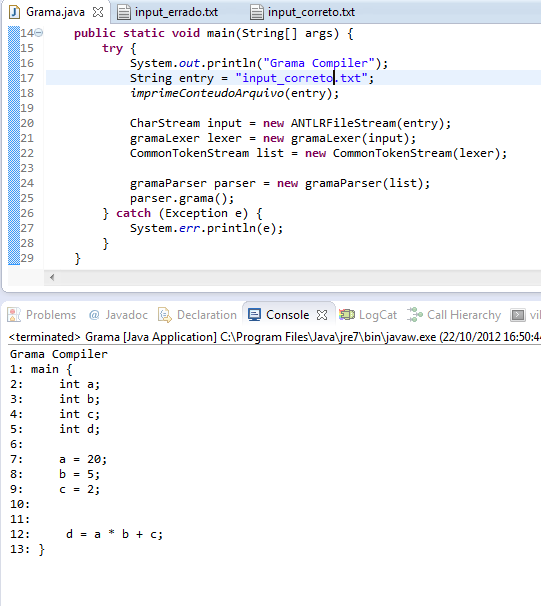 Grama.java input_errado.txt input_correto.txt
14 public static void main(String[] args) {
15 try {
16 System.out.println("Grama Compiler");
17 String entry = "input_correto.txt";
18 imprimeConteudoArquivo(entry);
19
20 CharStream input = new ANTLRFileStream(entry);
21 gramaLexer lexer = new gramaLexer(input);
22 CommonTokenStream list = new CommonTokenStream(lexer);
23
24 gramaParser parser = new gramaParser(list);
25 parser.grama();
26 } catch (Exception e) {
27 System.err.println(e);
28 }
29 }
Problems @ Javadoc Declaration Console LogCat Call Hierarchy
<terminated> Grama [Java Application] C:\Program Files\Java\jre7\bin\javaw.exe (22/10/2012 16:50:44
Grama Compiler
1: main {
2: int a;
3: int b;
4: int c;
5: int d;
6:
7: a = 20;
8: b = 5;
9: c = 2;
10:
11:
12: d = a * b + c;
13: }